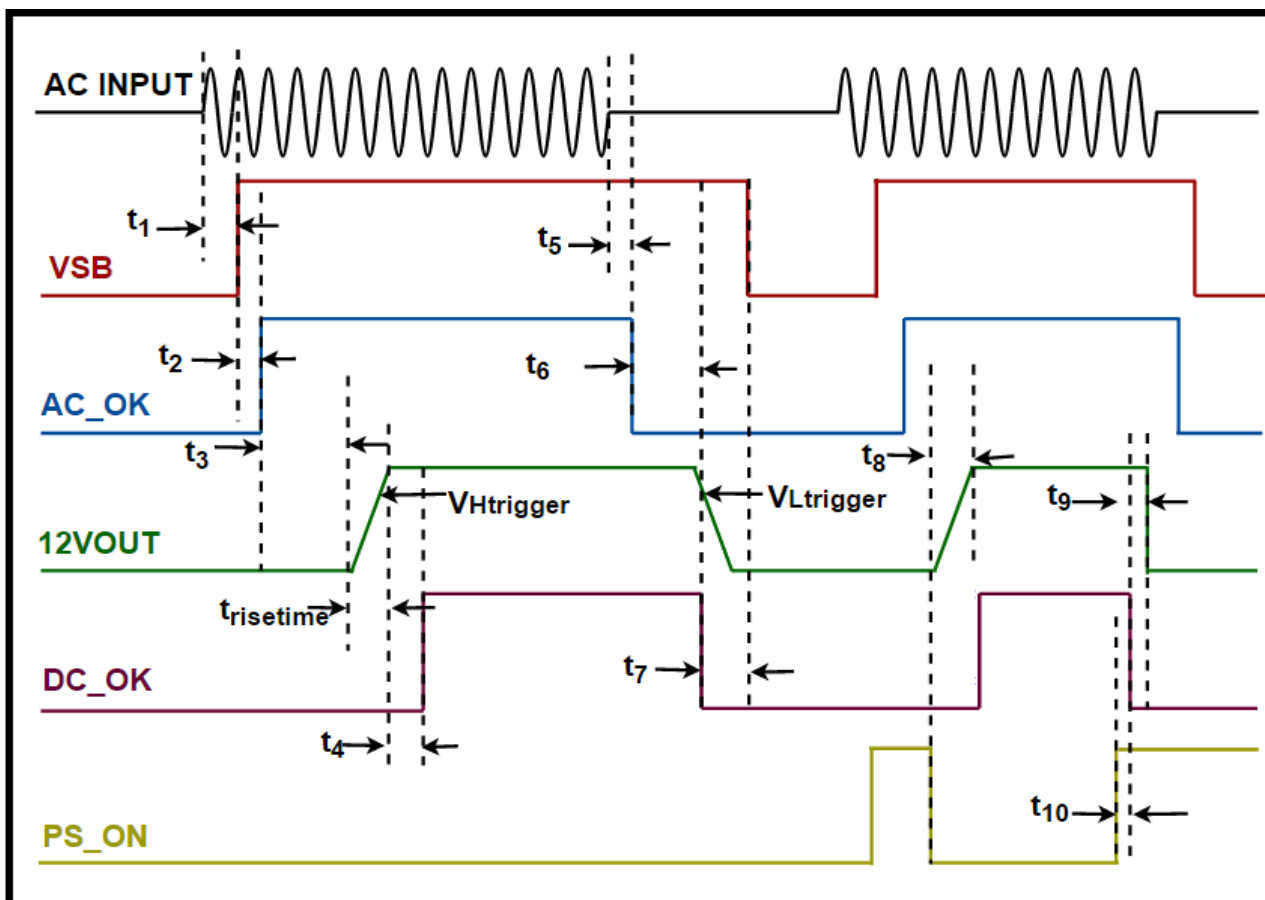 AC INPUT
t1
t5
VSB
t2
t6
AC_OK
t3
t8
VHtrigger
VLtrigger
t9
12VOUT
trisetime
t7
DC_OK
t4
t10
PS_ON